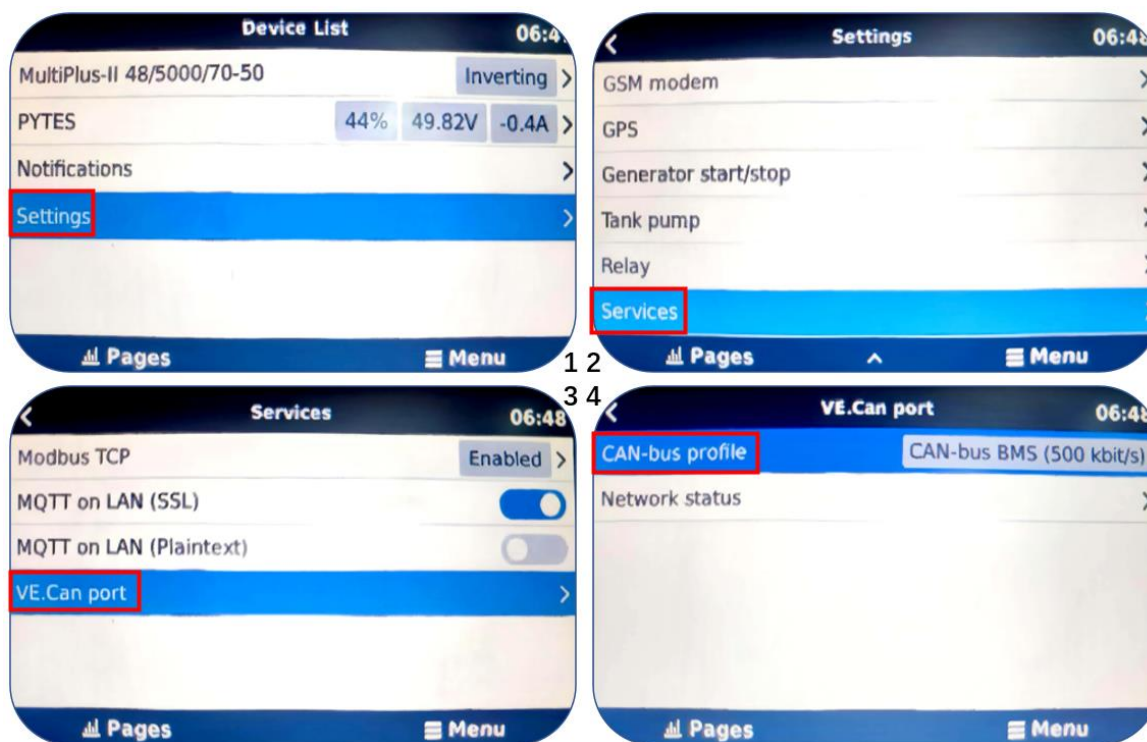 Device List 06:4
MultiPlus-II 48/5000/70-50 Inverting
PYTES 44% 49.82V -0.4A
Notifications
Settings
Pages Menu
Settings 06:48
GSM modem
GPS
Generator start/stop
Tank pump
Relay
Services
Pages Menu
1 2
3 4
Services 06:48
Modbus TCP Enabled
MQTT on LAN (SSL)
MQTT on LAN (Plaintext)
VE.Can port
Pages Menu
VE.Can port 06:48
CAN-bus profile CAN-bus BMS (500 kbit/s)
Network status
Pages Menu